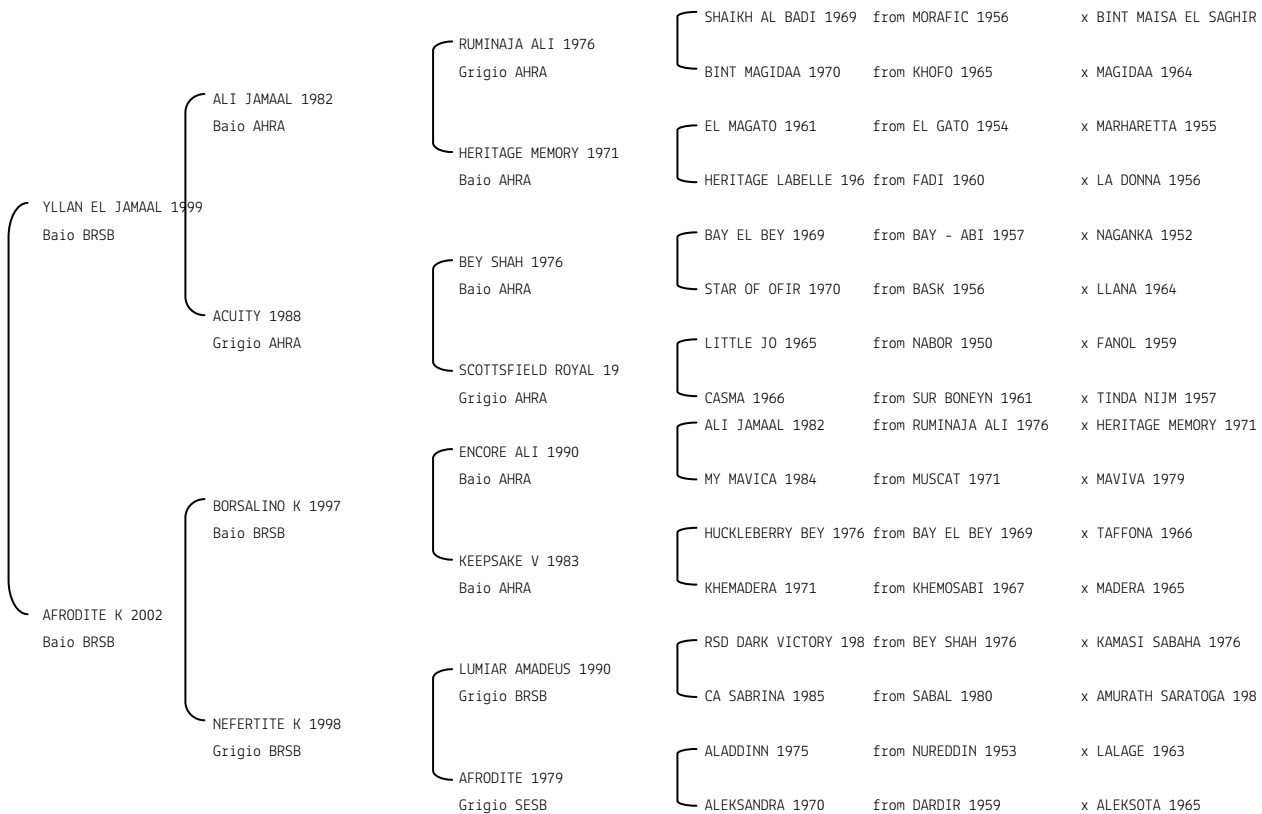 SHAIKH AL BADI 1969 from MORAFIC 1956 x BINT MAISA EL SAGHIR
RUMINAJA ALI 1976
Grigio AHRA
BINT MAGIDAA 1970 from KHOFO 1965 x MAGIDAA 1964
ALI JAMAAL 1982
Baio AHRA
EL MAGATO 1961 from EL GATO 1954 x MARHARETTA 1955
HERITAGE MEMORY 1971
Baio AHRA
HERITAGE LABELLE 196 from FADI 1960 x LA DONNA 1956
YLLAN EL JAMAAL 1999
Baio BRSB
BAY EL BEY 1969 from BAY - ABI 1957 x NAGANKA 1952
BEY SHAH 1976
Baio AHRA
STAR OF OFIR 1970 from BASK 1956 x LLANA 1964
ACUITY 1988
Grigio AHRA
LITTLE JO 1965 from NABOR 1950 x FANOL 1959
SCOTTSFIELD ROYAL 19
Grigio AHRA
CASMA 1966 from SUR BONEYN 1961 x TINDA NIJM 1957
ALI JAMAAL 1982 from RUMINAJA ALI 1976 x HERITAGE MEMORY 1971
ENCORE ALI 1990
Baio AHRA
MY MAVICA 1984 from MUSCAT 1971 x MAVIVA 1979
BORSALINO K 1997
Baio BRSB
HUCKLEBERRY BEY 1976 from BAY EL BEY 1969 x TAFFONA 1966
KEEPSAKE V 1983
Baio AHRA
KHEMADERA 1971 from KHEMOSABI 1967 x MADERA 1965
AFRODITE K 2002
Baio BRSB
RSD DARK VICTORY 198 from BEY SHAH 1976 x KAMASI SABAHA 1976
LUMIAR AMADEUS 1990
Grigio BRSB
CA SABRINA 1985 from SABAL 1980 x AMURATH SARATOGA 198
NEFERTITE K 1998
Grigio BRSB
ALADDINN 1975 from NUREDDIN 1953 x LALAGE 1963
AFRODITE 1979
Grigio SESB
ALEKSANDRA 1970 from DARDIR 1959 x ALEKSOTA 1965